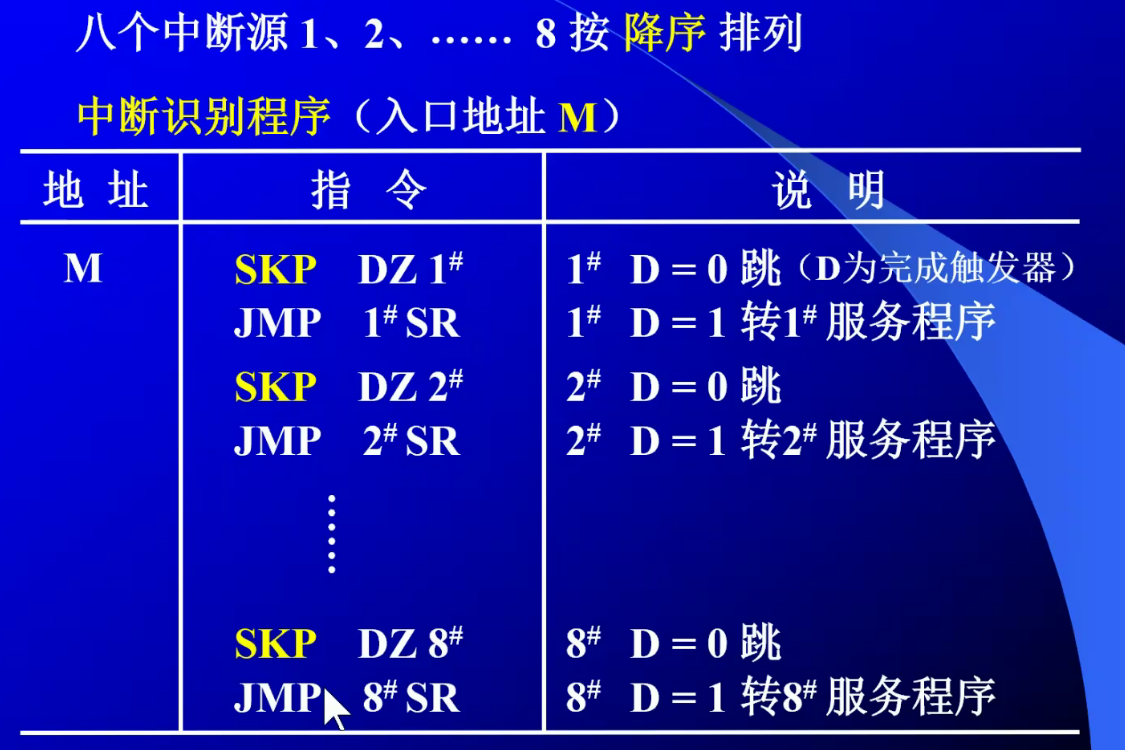 八个中断源 1、2、…… 8 按 降序 排列
中断识别程序（入口地址 M）
地 址 指 令 说 明
M SKP DZ 1# 1# D = 0 跳（D为完成触发器）
JMP 1# SR 1# D = 1 转1# 服务程序
SKP DZ 2# 2# D = 0 跳
JMP 2# SR 2# D = 1 转2# 服务程序
……
SKP DZ 8# 8# D = 0 跳
JMP 8# SR 8# D = 1 转8# 服务程序